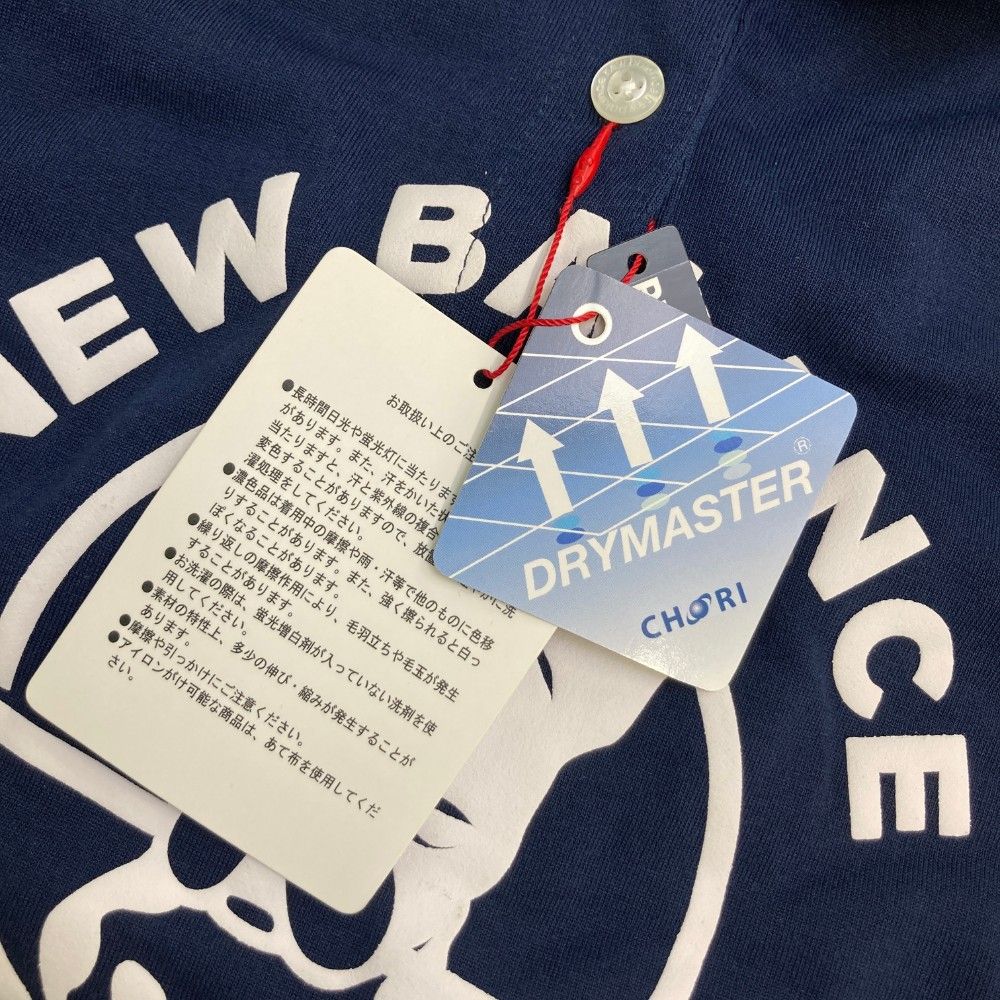 NEW BA NCE
お取扱い上のご注
●長時間日光や蛍光灯に当たります
があります。また、汗をかいた状
当たりますと、汗と紫外線の複合
変色することがありますので、放
やかに洗
濯処理をしてください。
●濃色品は着用中の摩擦や雨・汗等で他のものに色移
りすることがあります。また、強く擦られると白っ
ぽくなることがあります。
●繰り返しの摩擦作用により、毛羽立ちや毛玉が発生
することがあります。
●お洗濯の際は、蛍光増白剤が入っていない洗剤を使
用してください。
●素材の特性上、多少の伸び・縮みが発生することが
あります。
●摩擦や引っかけにご注意ください。
●アイロンがけ可能な商品は、あて布を使用してくだ
さい。
DRYMASTER®
CHORI